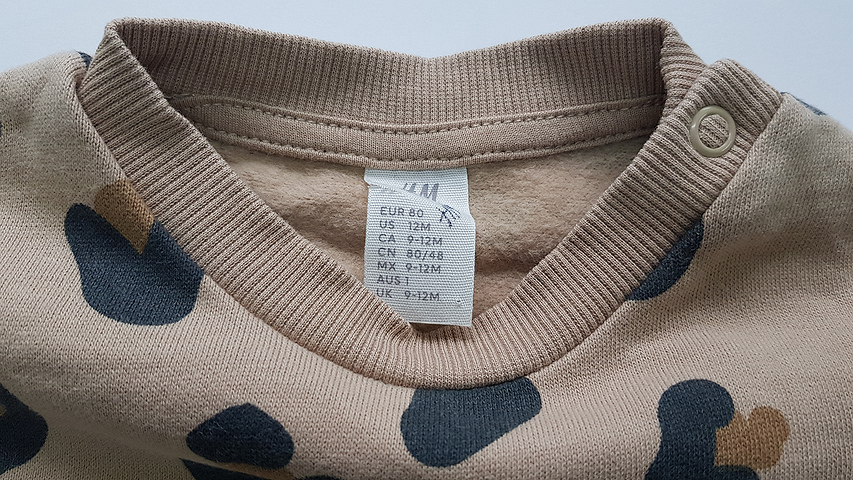 H&M
EUR 80
US 12M
CA 9-12M
CN 80/48
MX 9-12M
AUS 1
UK 9-12M